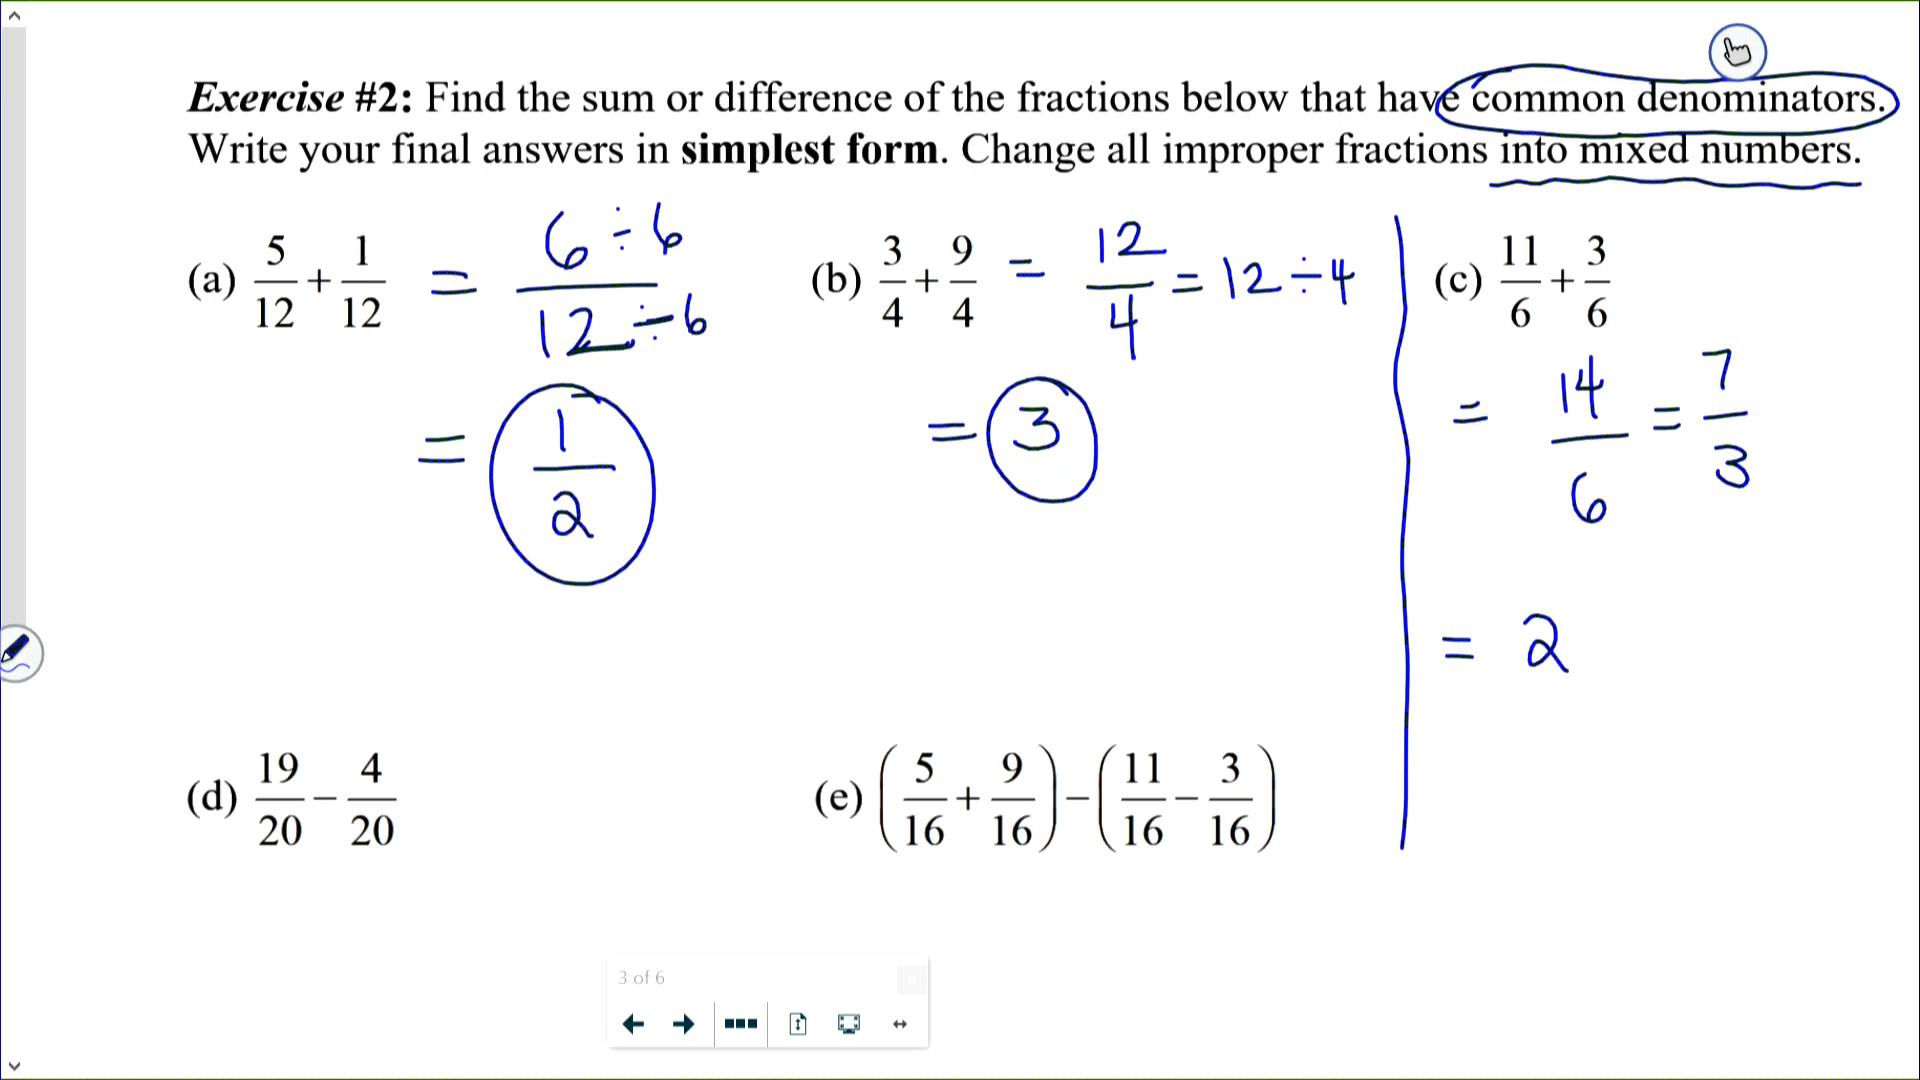 Exercise #2: Find the sum or difference of the fractions below that have common denominators.
Write your final answers in simplest form. Change all improper fractions into mixed numbers.
(a) 5/12 + 1/12 = 6 ÷ 6 / 12 ÷ 6
= 1/2
(b) 3/4 + 9/4 = 12/4 = 12 ÷ 4
= 3
(c) 11/6 + 3/6
= 14/6 = 7/3
= 2
(d) 19/20 − 4/20
(e) (5/16 + 9/16) − (11/16 − 3/16)
3 of 6